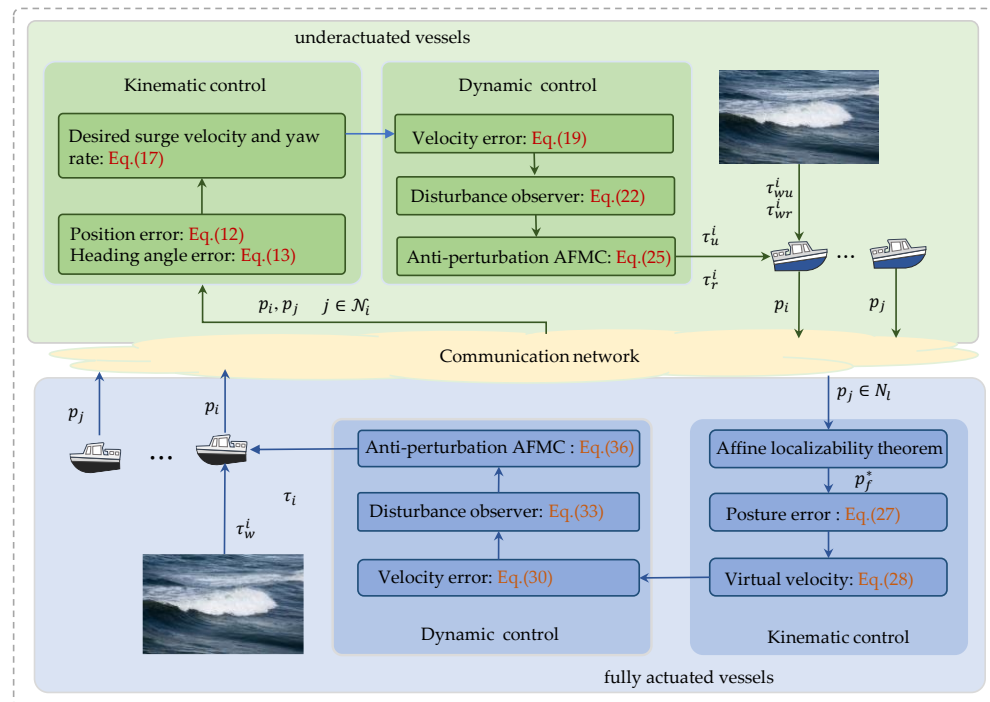 underactuated vessels
Kinematic control
Desired surge velocity and yaw
rate: Eq.(17)
Position error: Eq.(12)
Heading angle error: Eq.(13)
Dynamic control
Velocity error: Eq.(19)
Disturbance observer: Eq.(22)
Anti-perturbation AFMC: Eq.(25)
τ_u^i
τ_r^i
τ_{wu}^i
τ_{wr}^i
...
p_i
p_j
p_i, p_j j ∈ 𝒩_i
Communication network
p_j
p_i
...
τ_w^i
τ_i
Anti-perturbation AFMC : Eq.(36)
Disturbance observer: Eq.(33)
Velocity error: Eq.(30)
Dynamic control
p_j ∈ N_l
Affine localizability theorem
p_f^*
Posture error : Eq.(27)
Virtual velocity: Eq.(28)
Kinematic control
fully actuated vessels